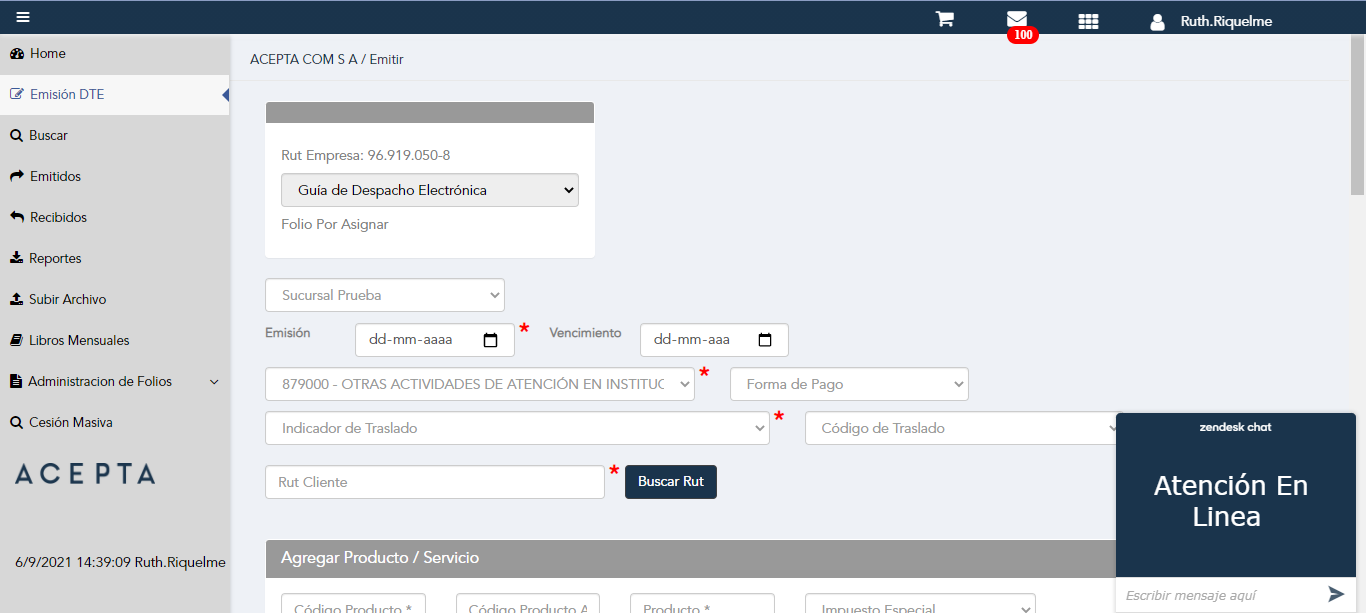 100
Ruth.Riquelme
Home
Emisión DTE
Buscar
Emitidos
Recibidos
Reportes
Subir Archivo
Libros Mensuales
Administracion de Folios
Cesión Masiva
ACEPTA
6/9/2021 14:39:09 Ruth.Riquelme
ACEPTA COM S A / Emitir
Rut Empresa: 96.919.050-8
Guía de Despacho Electrónica
Folio Por Asignar
Sucursal Prueba
Emisión dd-mm-aaaa * Vencimiento dd-mm-aaa
879000 - OTRAS ACTIVIDADES DE ATENCIÓN EN INSTITUC * Forma de Pago
Indicador de Traslado * Código de Traslado
Rut Cliente * Buscar Rut
Agregar Producto / Servicio
Código Producto * Código Producto A Producto * Impuesto Especial
zendesk chat
Atención En
Linea
Escribir mensaje aquí